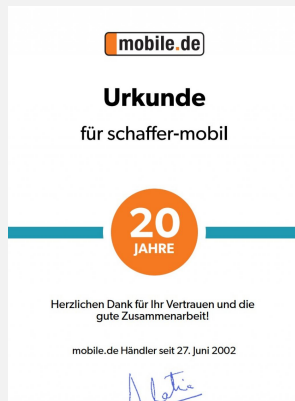 mobile.de
Urkunde
für schaffer-mobil
20
JAHRE
Herzlichen Dank für Ihr Vertrauen und die
gute Zusammenarbeit!
mobile.de Händler seit 27. Juni 2002